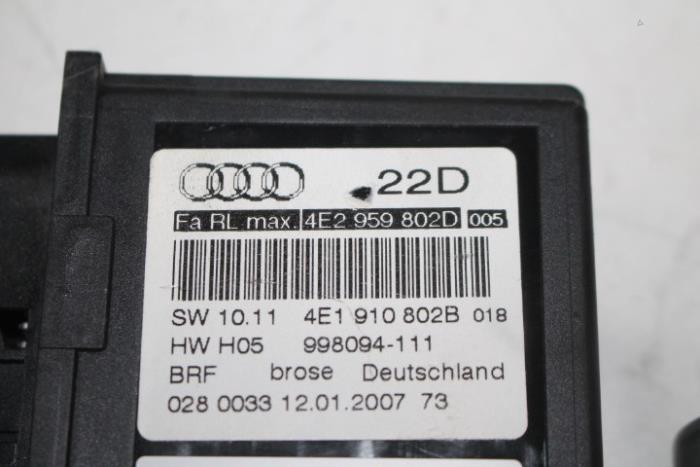 22D
Fa RL max. 4E2 959 802D 005
SW 10.11 4E1 910 802B 018
HW H05 998094-111
BRF brose Deutschland
028 0033 12.01.2007 73